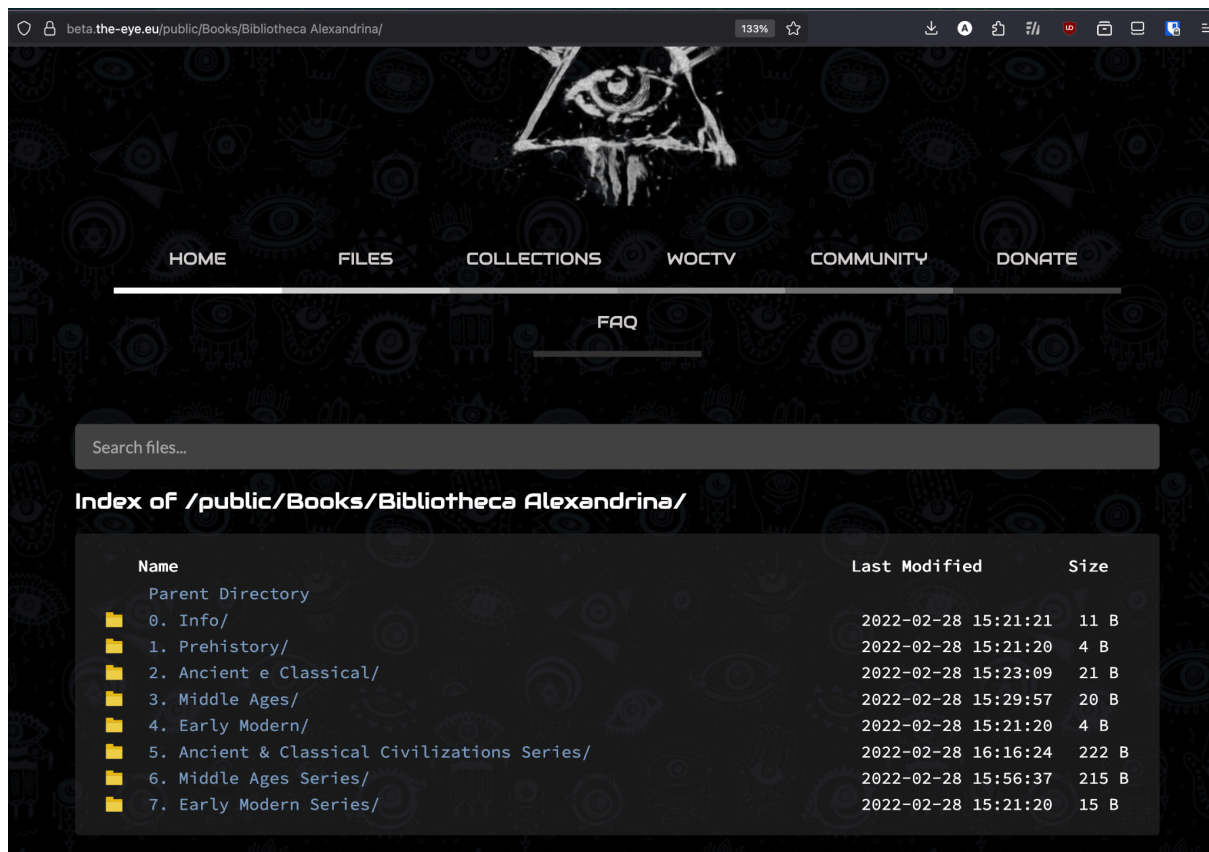 beta.the-eye.eu/public/Books/Bibliotheca Alexandrina/ 133%
HOME FILES COLLECTIONS WOCTV COMMUNITY DONATE
FAQ
Search files...
Index of /public/Books/Bibliotheca Alexandrina/
Name Last Modified Size
Parent Directory
0. Info/ 2022-02-28 15:21:21 11 B
1. Prehistory/ 2022-02-28 15:21:20 4 B
2. Ancient e Classical/ 2022-02-28 15:23:09 21 B
3. Middle Ages/ 2022-02-28 15:29:57 20 B
4. Early Modern/ 2022-02-28 15:21:20 4 B
5. Ancient & Classical Civilizations Series/ 2022-02-28 16:16:24 222 B
6. Middle Ages Series/ 2022-02-28 15:56:37 215 B
7. Early Modern Series/ 2022-02-28 15:21:20 15 B